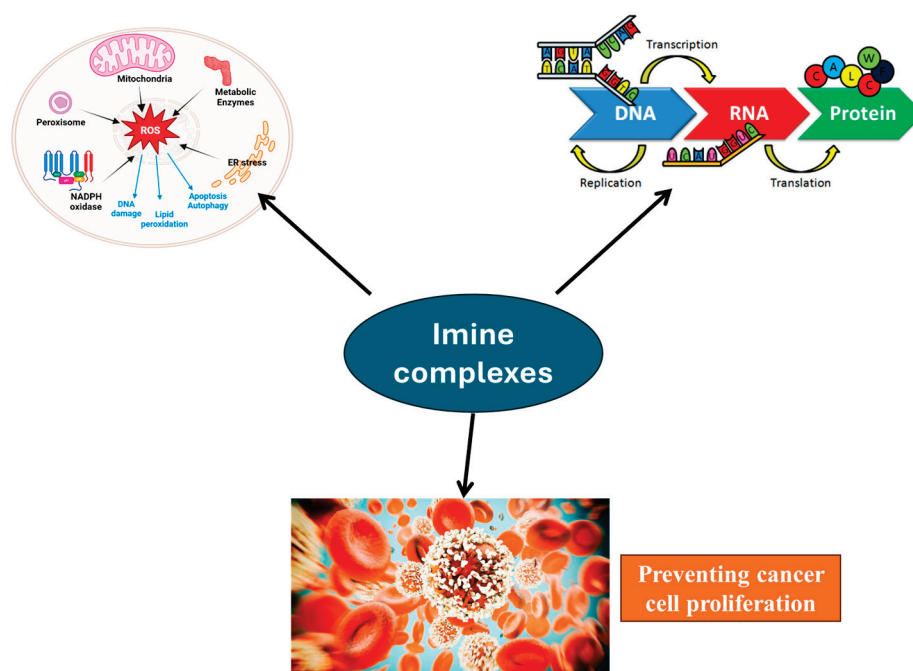 Mitochondria
Metabolic
Enzymes
Peroxisome
ROS
ER stress
NADPH
oxidase
DNA
damage
Lipid
peroxidation
Apoptosis
Autophagy
Transcription
DNA
RNA
Protein
Replication
Translation
C
A
L
W
C
Imine
complexes
Preventing cancer
cell proliferation